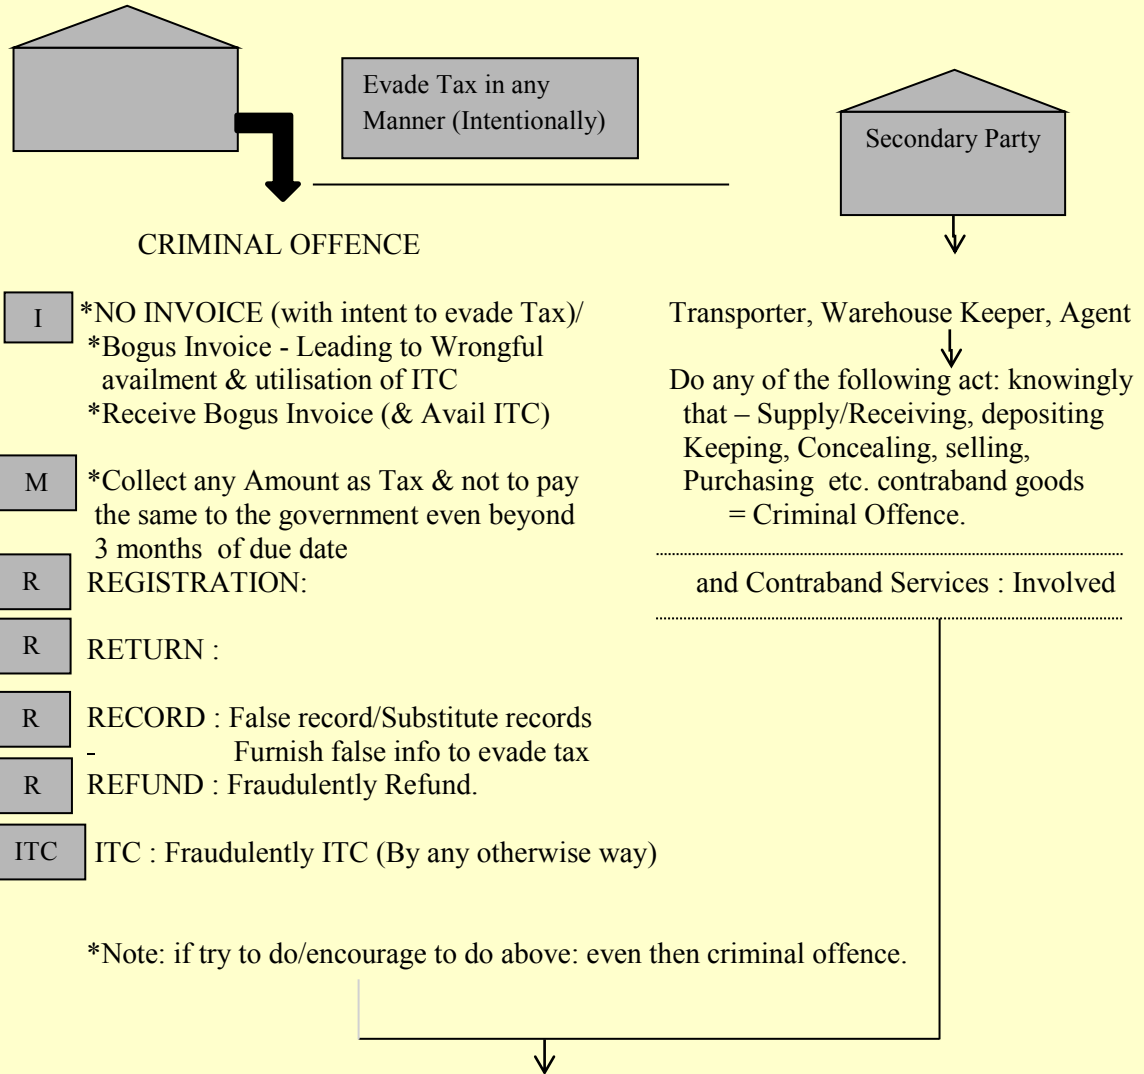 Evade Tax in any
Manner (Intentionally)
Secondary Party
CRIMINAL OFFENCE
I
*NO INVOICE (with intent to evade Tax)/
*Bogus Invoice - Leading to Wrongful
availment & utilisation of ITC
*Receive Bogus Invoice (& Avail ITC)
M
*Collect any Amount as Tax & not to pay
the same to the government even beyond
3 months of due date
R
REGISTRATION:
R
RETURN :
R
RECORD : False record/Substitute records
- Furnish false info to evade tax
R
REFUND : Fraudulently Refund.
ITC
ITC : Fraudulently ITC (By any otherwise way)
Transporter, Warehouse Keeper, Agent
Do any of the following act: knowingly
that – Supply/Receiving, depositing
Keeping, Concealing, selling,
Purchasing etc. contraband goods
= Criminal Offence.
and Contraband Services : Involved
*Note: if try to do/encourage to do above: even then criminal offence.